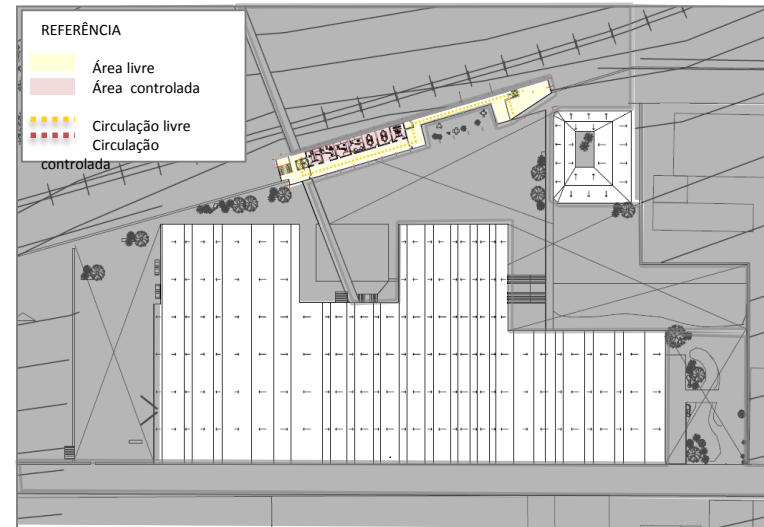 REFERÊNCIA
Área livre
Área controlada
Circulação livre
Circulação
controlada